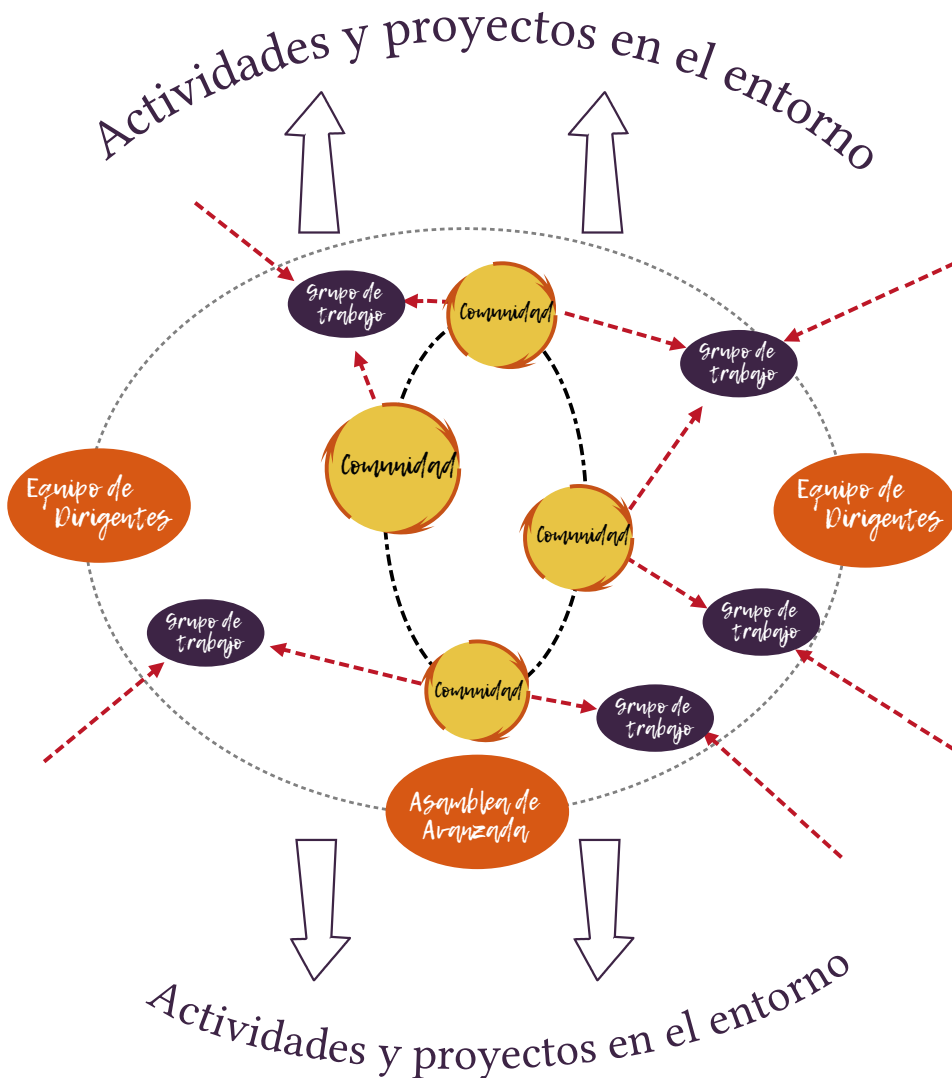 Actividades y proyectos en el entorno
Grupo de
trabajo
Comunidad
Grupo de
trabajo
Comunidad
Equipo de
Dirigentes
Equipo de
Dirigentes
Comunidad
Grupo de
trabajo
Grupo de
trabajo
Comunidad
Grupo de
trabajo
Asamblea de
Avanzada
Actividades y proyectos en el entorno